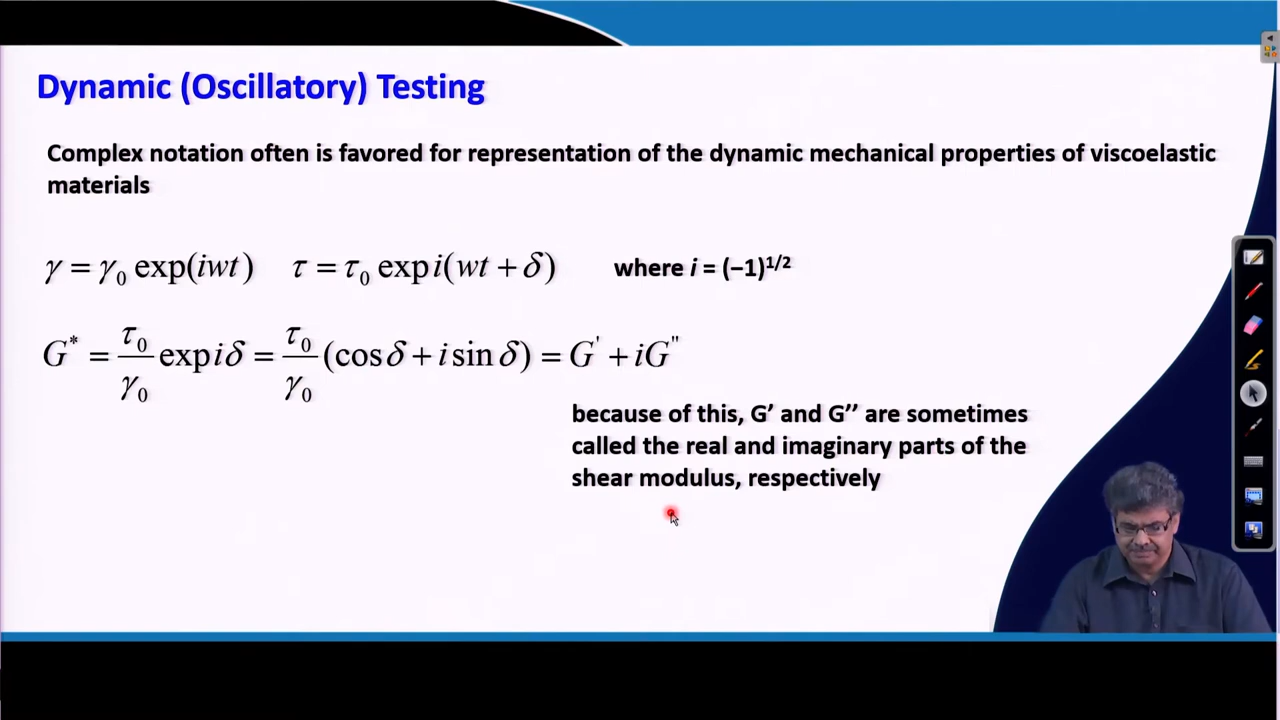 Dynamic (Oscillatory) Testing
Complex notation often is favored for representation of the dynamic mechanical properties of viscoelastic
materials
γ = γ₀ exp(iwt)   τ = τ₀ exp i(wt + δ)   where i = (−1)^1/2
G* = τ₀/γ₀ exp iδ = τ₀/γ₀ (cos δ + i sin δ) = G' + iG"
because of this, G’ and G’’ are sometimes
called the real and imaginary parts of the
shear modulus, respectively